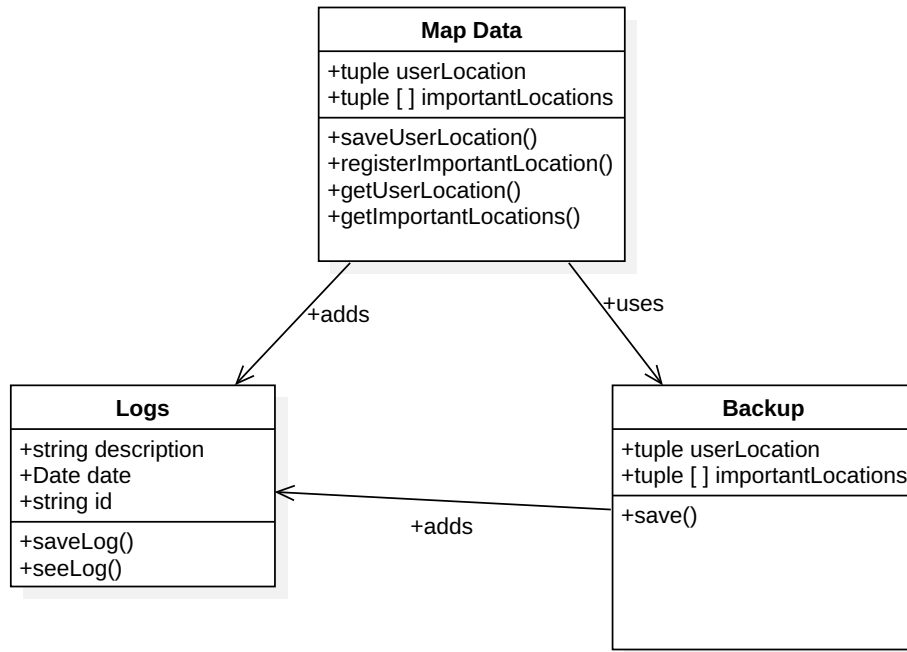 Map Data
+tuple userLocation
+tuple [ ] importantLocations
+saveUserLocation()
+registerImportantLocation()
+getUserLocation()
+getImportantLocations()
+adds
+uses
Logs
+string description
+Date date
+string id
+saveLog()
+seeLog()
+adds
Backup
+tuple userLocation
+tuple [ ] importantLocations
+save()